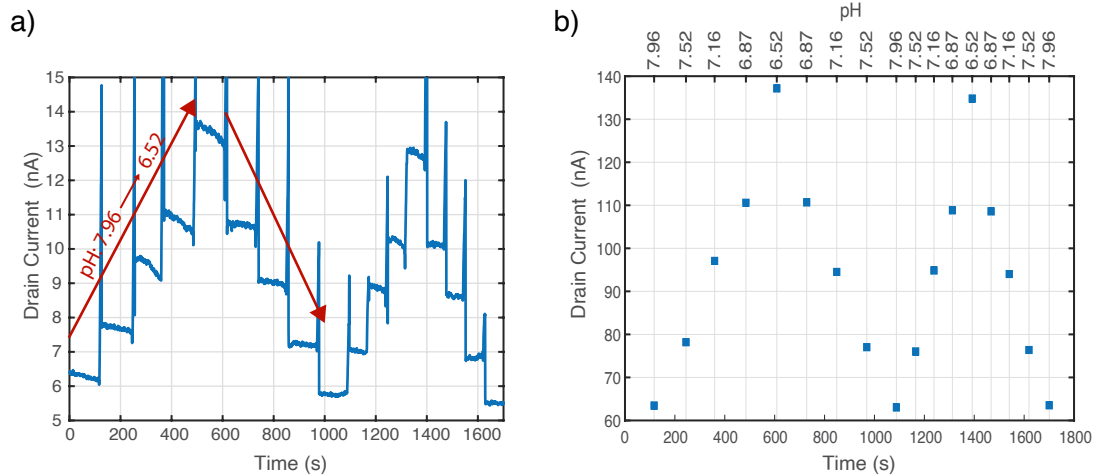 a)
15
14
13
12
11
10
9
8
7
6
5
Drain Current (nA)
pH: 7.96 → 6.52
0 200 400 600 800 1000 1200 1400 1600
Time (s)
b)
pH
7.96 7.52 7.16 6.87 6.52 6.87 7.16 7.52 7.96 7.52 7.16 6.87 6.52 6.87 7.16 7.52 7.96
140
130
120
110
100
90
80
70
60
Drain Current (nA)
0 200 400 600 800 1000 1200 1400 1600 1800
Time (s)